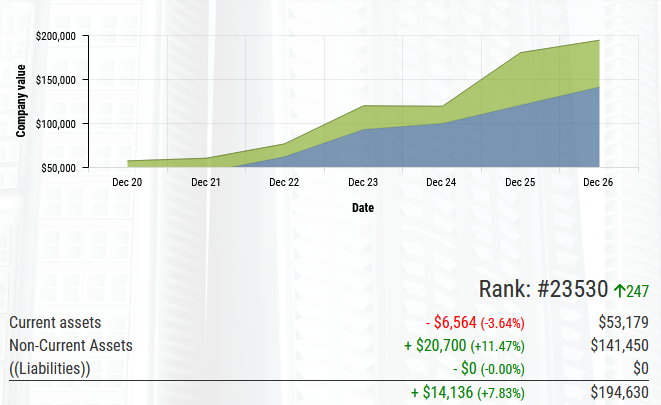 $200,000
$150,000
$100,000
$50,000
Company value
Dec 20 Dec 21 Dec 22 Dec 23 Dec 24 Dec 25 Dec 26
Date
Rank: #23530 ↑247
Current assets - $6,564 (-3.64%) $53,179
Non-Current Assets + $20,700 (+11.47%) $141,450
((Liabilities)) - $0 (-0.00%) $0
+ $14,136 (+7.83%) $194,630